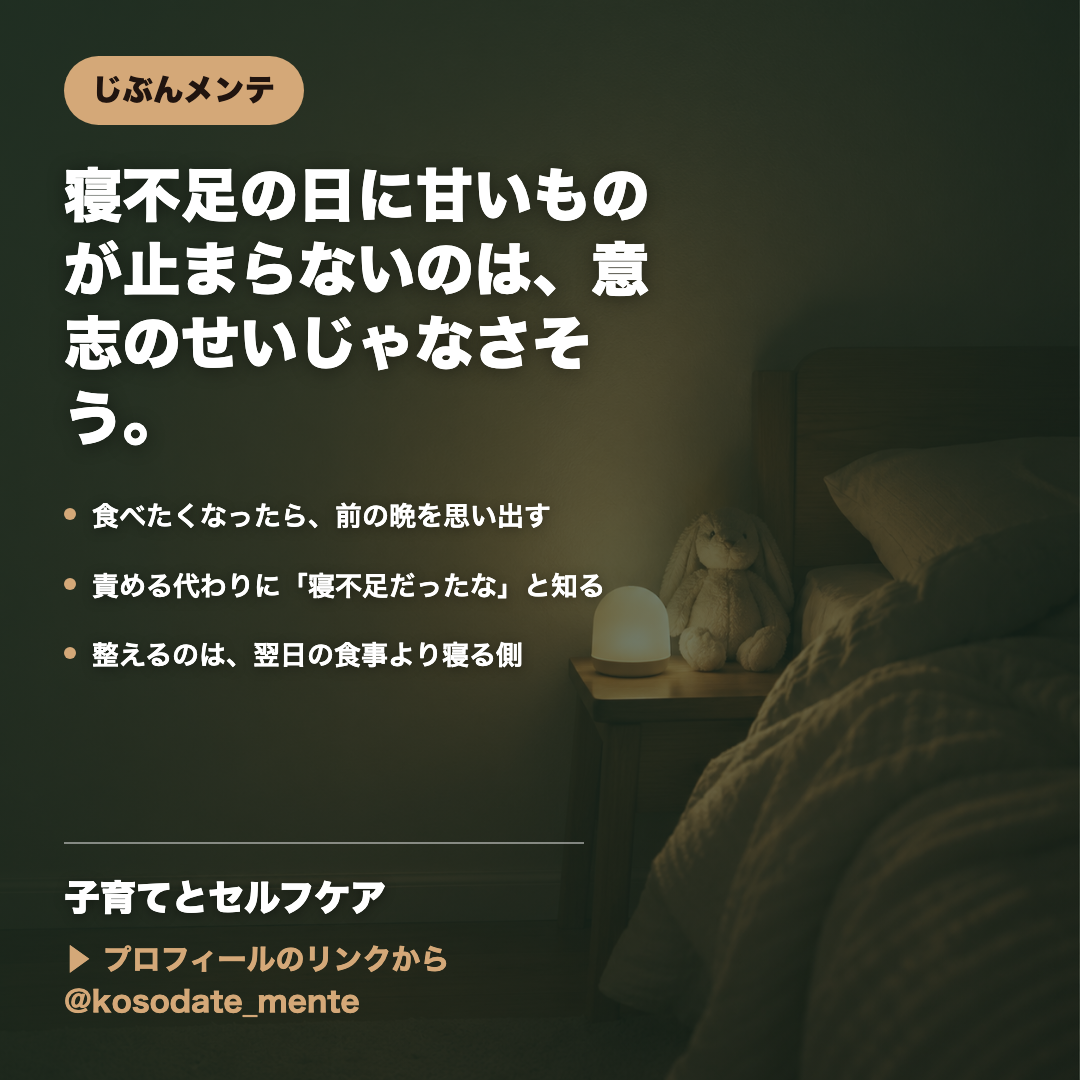 じぶんメンテ
寝不足の日に甘いもの
が止まらないのは、意
志のせいじゃなさそ
う。
食べたくなったら、前の晩を思い出す
責める代わりに「寝不足だったな」と知る
整えるのは、翌日の食事より寝る側
子育てとセルフケア
▶ プロフィールのリンクから
@kosodate_mente